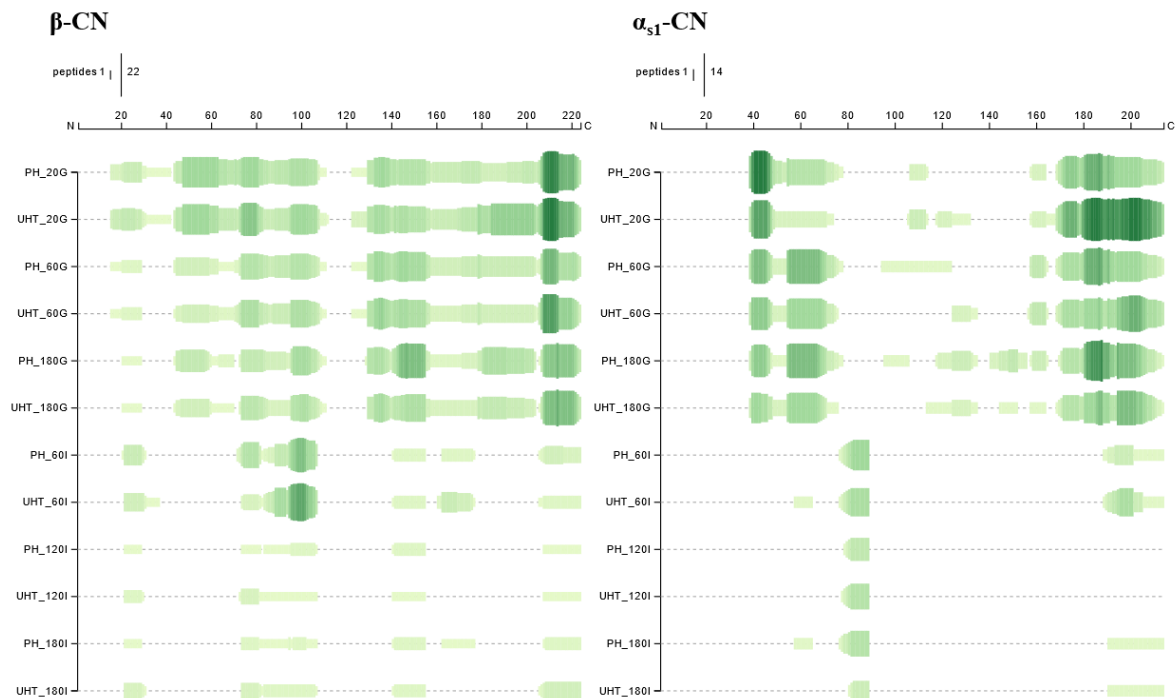 β-CN
peptides 1 22
N 20 40 60 80 100 120 140 160 180 200 220 C
PH_20G
UHT_20G
PH_60G
UHT_60G
PH_180G
UHT_180G
PH_60I
UHT_60I
PH_120I
UHT_120I
PH_180I
UHT_180I
αs1-CN
peptides 1 14
N 20 40 60 80 100 120 140 160 180 200 C
PH_20G
UHT_20G
PH_60G
UHT_60G
PH_180G
UHT_180G
PH_60I
UHT_60I
PH_120I
UHT_120I
PH_180I
UHT_180I